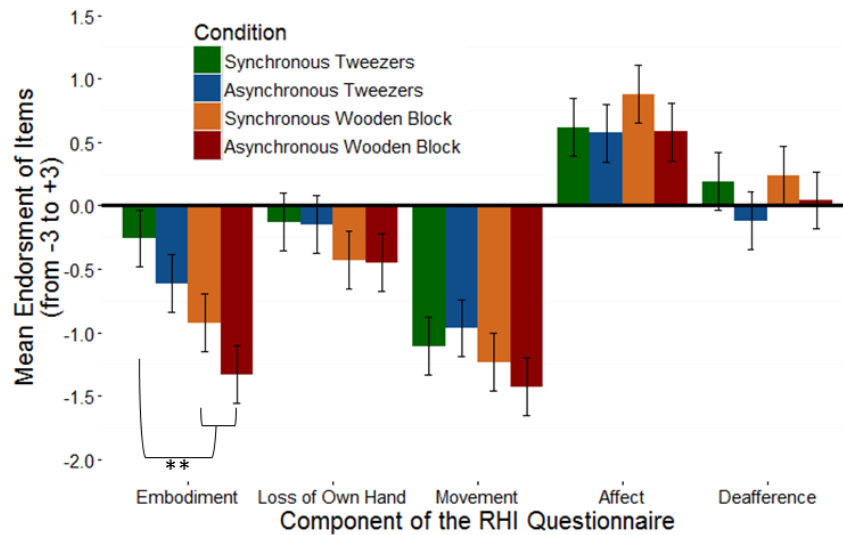 Condition
Synchronous Tweezers
Asynchronous Tweezers
Synchronous Wooden Block
Asynchronous Wooden Block
Mean Endorsment of Items
(from -3 to +3)
1.5
1.0
0.5
0.0
-0.5
-1.0
-1.5
-2.0
**
Embodiment Loss of Own Hand Movement Affect Deafference
Component of the RHI Questionnaire